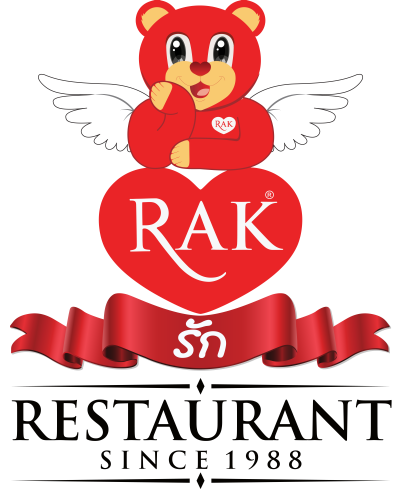 RAK
RAK®
รัก
RESTAURANT
SINCE 1988